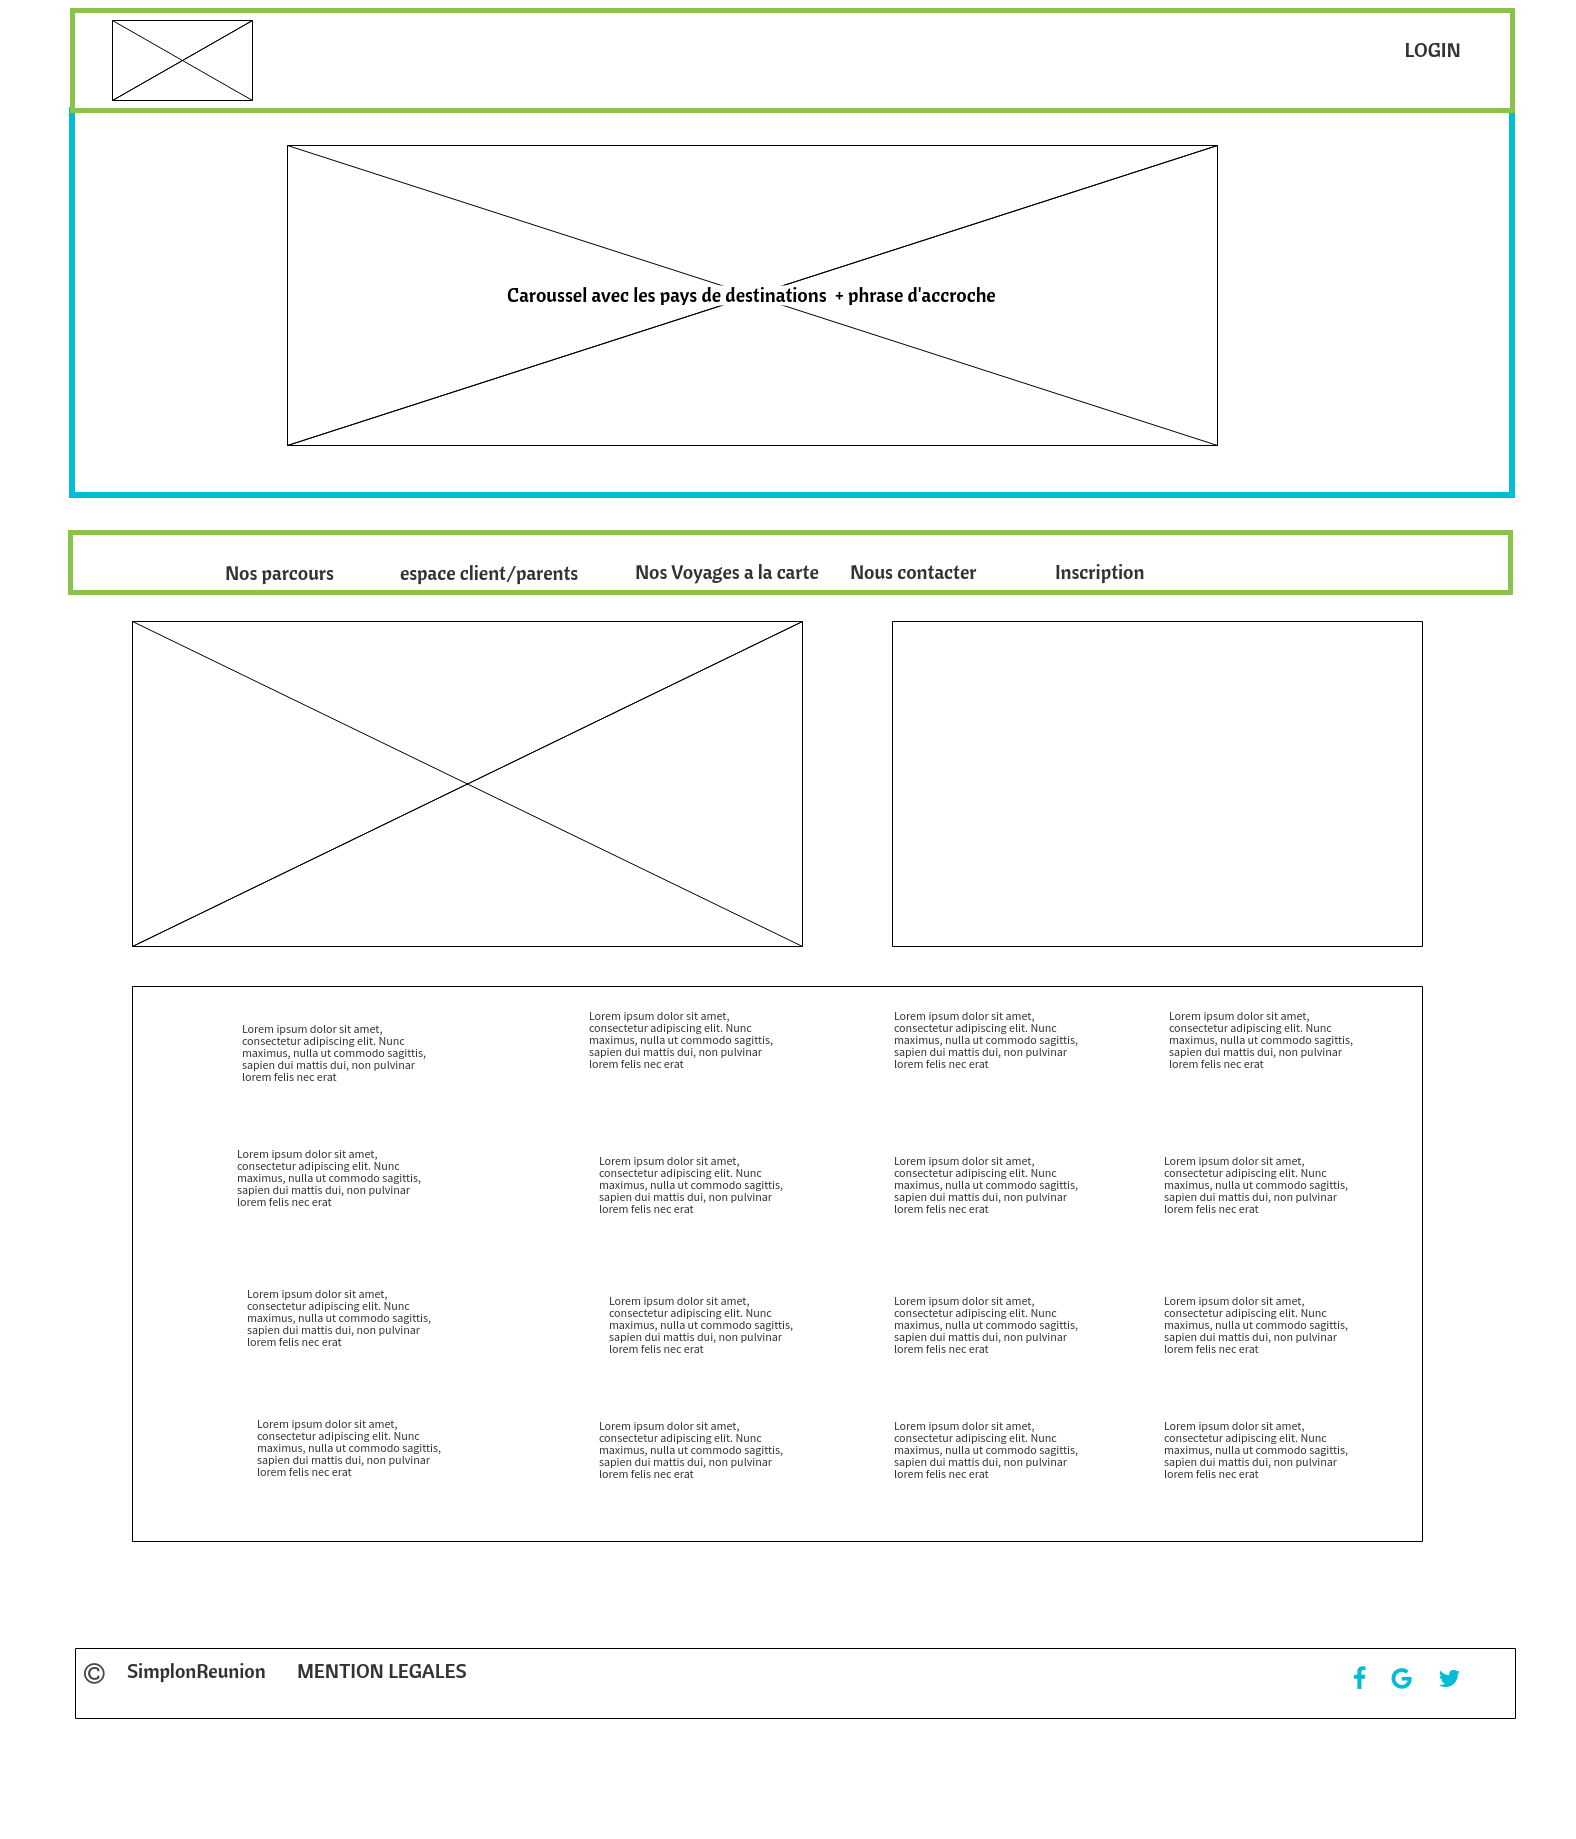 LOGIN
Caroussel avec les pays de destinations + phrase d'accroche
Nos parcours espace client/parents Nos Voyages a la carte Nous contacter Inscription
Lorem ipsum dolor sit amet,
consectetur adipiscing elit. Nunc
maximus, nulla ut commodo sagittis,
sapien dui mattis dui, non pulvinar
lorem felis nec erat
Lorem ipsum dolor sit amet,
consectetur adipiscing elit. Nunc
maximus, nulla ut commodo sagittis,
sapien dui mattis dui, non pulvinar
lorem felis nec erat
Lorem ipsum dolor sit amet,
consectetur adipiscing elit. Nunc
maximus, nulla ut commodo sagittis,
sapien dui mattis dui, non pulvinar
lorem felis nec erat
Lorem ipsum dolor sit amet,
consectetur adipiscing elit. Nunc
maximus, nulla ut commodo sagittis,
sapien dui mattis dui, non pulvinar
lorem felis nec erat
Lorem ipsum dolor sit amet,
consectetur adipiscing elit. Nunc
maximus, nulla ut commodo sagittis,
sapien dui mattis dui, non pulvinar
lorem felis nec erat
Lorem ipsum dolor sit amet,
consectetur adipiscing elit. Nunc
maximus, nulla ut commodo sagittis,
sapien dui mattis dui, non pulvinar
lorem felis nec erat
Lorem ipsum dolor sit amet,
consectetur adipiscing elit. Nunc
maximus, nulla ut commodo sagittis,
sapien dui mattis dui, non pulvinar
lorem felis nec erat
Lorem ipsum dolor sit amet,
consectetur adipiscing elit. Nunc
maximus, nulla ut commodo sagittis,
sapien dui mattis dui, non pulvinar
lorem felis nec erat
Lorem ipsum dolor sit amet,
consectetur adipiscing elit. Nunc
maximus, nulla ut commodo sagittis,
sapien dui mattis dui, non pulvinar
lorem felis nec erat
Lorem ipsum dolor sit amet,
consectetur adipiscing elit. Nunc
maximus, nulla ut commodo sagittis,
sapien dui mattis dui, non pulvinar
lorem felis nec erat
Lorem ipsum dolor sit amet,
consectetur adipiscing elit. Nunc
maximus, nulla ut commodo sagittis,
sapien dui mattis dui, non pulvinar
lorem felis nec erat
Lorem ipsum dolor sit amet,
consectetur adipiscing elit. Nunc
maximus, nulla ut commodo sagittis,
sapien dui mattis dui, non pulvinar
lorem felis nec erat
Lorem ipsum dolor sit amet,
consectetur adipiscing elit. Nunc
maximus, nulla ut commodo sagittis,
sapien dui mattis dui, non pulvinar
lorem felis nec erat
Lorem ipsum dolor sit amet,
consectetur adipiscing elit. Nunc
maximus, nulla ut commodo sagittis,
sapien dui mattis dui, non pulvinar
lorem felis nec erat
Lorem ipsum dolor sit amet,
consectetur adipiscing elit. Nunc
maximus, nulla ut commodo sagittis,
sapien dui mattis dui, non pulvinar
lorem felis nec erat
Lorem ipsum dolor sit amet,
consectetur adipiscing elit. Nunc
maximus, nulla ut commodo sagittis,
sapien dui mattis dui, non pulvinar
lorem felis nec erat
© SimplonReunion MENTION LEGALES